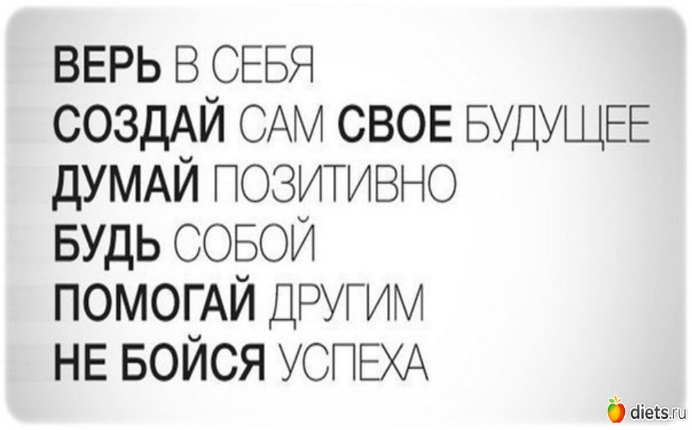 ВЕРЬ В СЕБЯ
СОЗДАЙ САМ СВОЕ БУДУЩЕЕ
ДУМАЙ ПОЗИТИВНО
БУДЬ СОБОЙ
ПОМОГАЙ ДРУГИМ
НЕ БОЙСЯ УСПЕХА
diets.ru